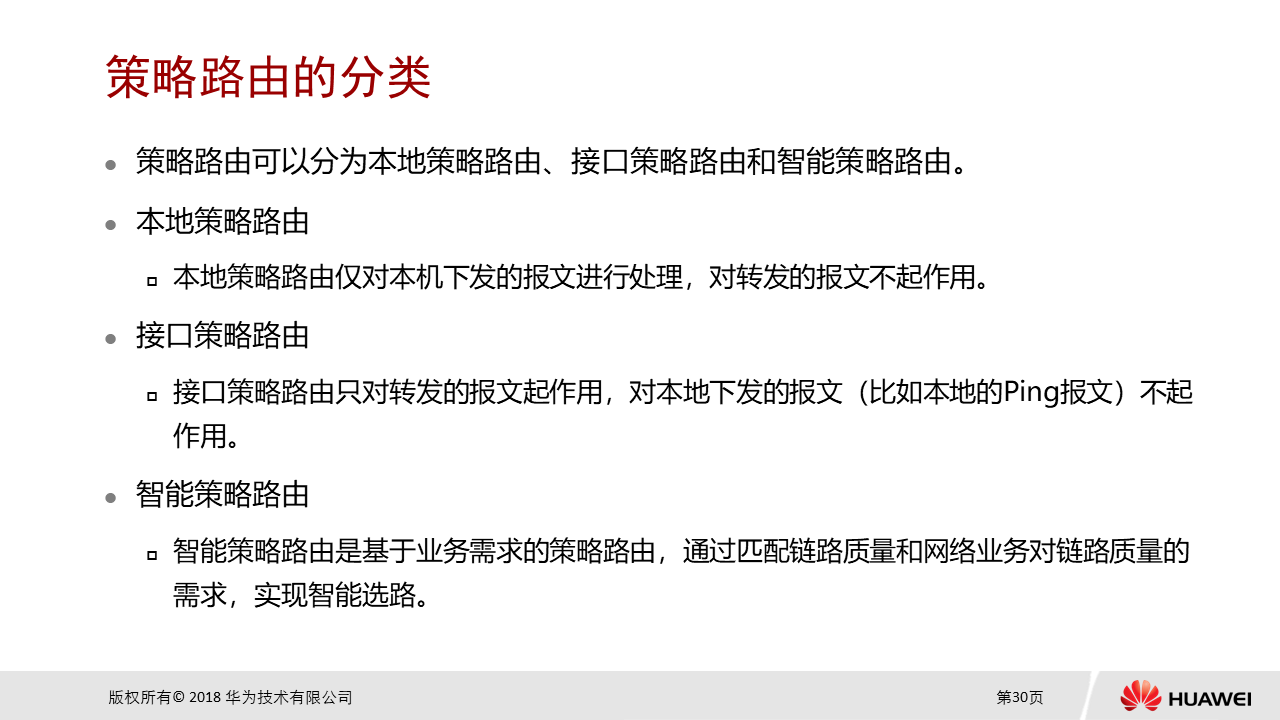 策略路由的分类
策略路由可以分为本地策略路由、接口策略路由和智能策略路由。
本地策略路由
本地策略路由仅对本机下发的报文进行处理，对转发的报文不起作用。
接口策略路由
接口策略路由只对转发的报文起作用，对本地下发的报文（比如本地的Ping报文）不起
作用。
智能策略路由
智能策略路由是基于业务需求的策略路由，通过匹配链路质量和网络业务对链路质量的
需求，实现智能选路。
版权所有© 2018 华为技术有限公司
第30页
HUAWEI